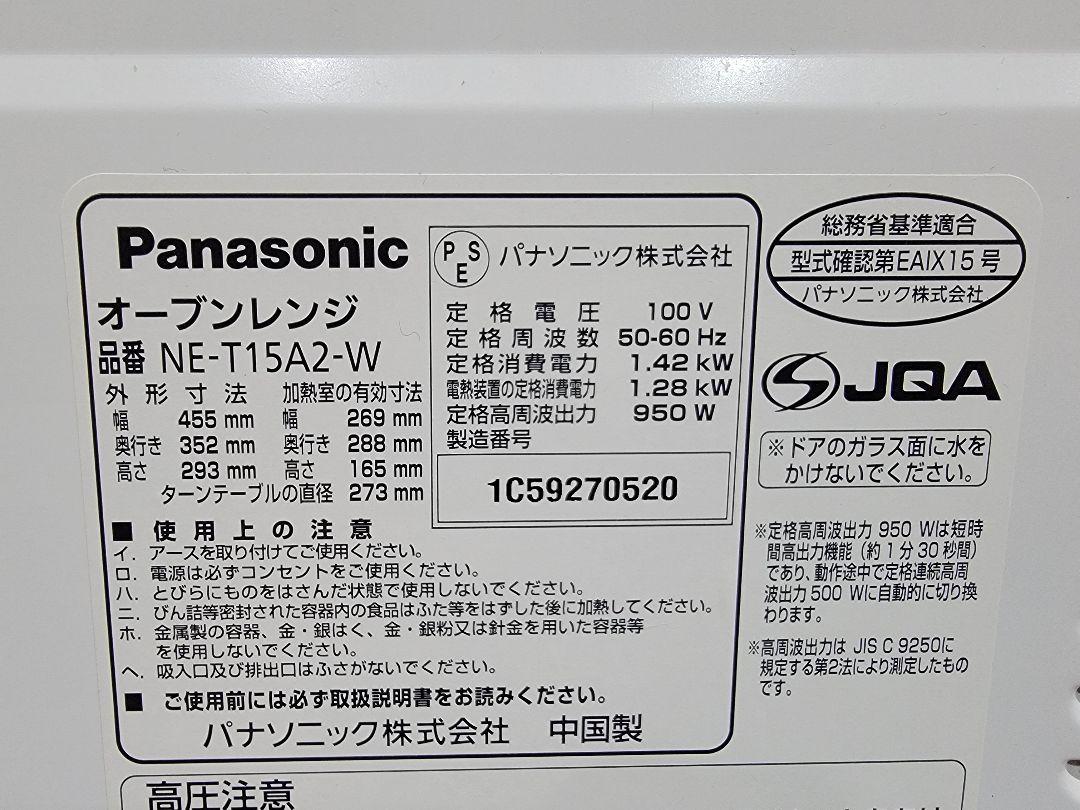 Panasonic
オーブンレンジ
品番 NE-T15A2-W
外形寸法 加熱室の有効寸法
幅 455 mm 幅 269 mm
奥行き 352 mm 奥行き 288 mm
高さ 293 mm 高さ 165 mm
ターンテーブルの直径 273 mm
PSE パナソニック株式会社
定格電圧 100 V
定格周波数 50-60 Hz
定格消費電力 1.42 kW
電熱装置の定格消費電力 1.28 kW
定格高周波出力 950 W
製造番号
1C59270520
■ 使用上の注意
イ. アースを取り付けてご使用ください。
ロ. 電源は必ずコンセントをご使用ください。
ハ. とびらにものをはさんだ状態で使用しないでください。
ニ. びん詰等密封された容器内の食品はふた等をはずした後に加熱してください。
ホ. 金属製の容器、金・銀はく、金・銀粉又は針金を用いた容器等
を使用しないでください。
ヘ. 吸入口及び排出口はふさがないでください。
■ ご使用前には必ず取扱説明書をお読みください。
パナソニック株式会社 中国製
総務省基準適合
型式確認第EAIX15号
パナソニック株式会社
JQA
※ドアのガラス面に水を
かけないでください。
※定格高周波出力 950 Wは短時
間高出力機能（約1分30秒間）
であり、動作途中で定格連続高周
波出力500 Wに自動的に切り換
わります。
※高周波出力は JIS C 9250に
規定する第2法により測定したもの
です。
高圧注意